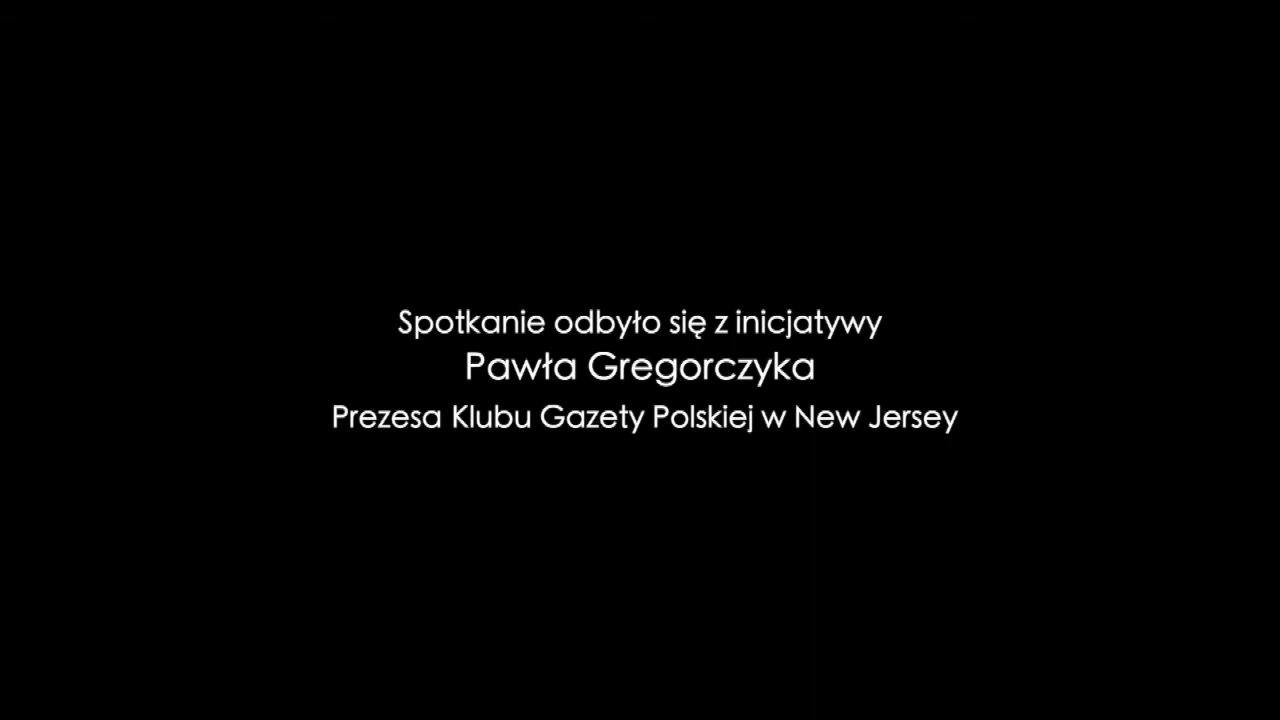 Spotkanie odbyło się z inicjatywy
Pawła Gregorczyka
Prezesa Klubu Gazety Polskiej w New Jersey